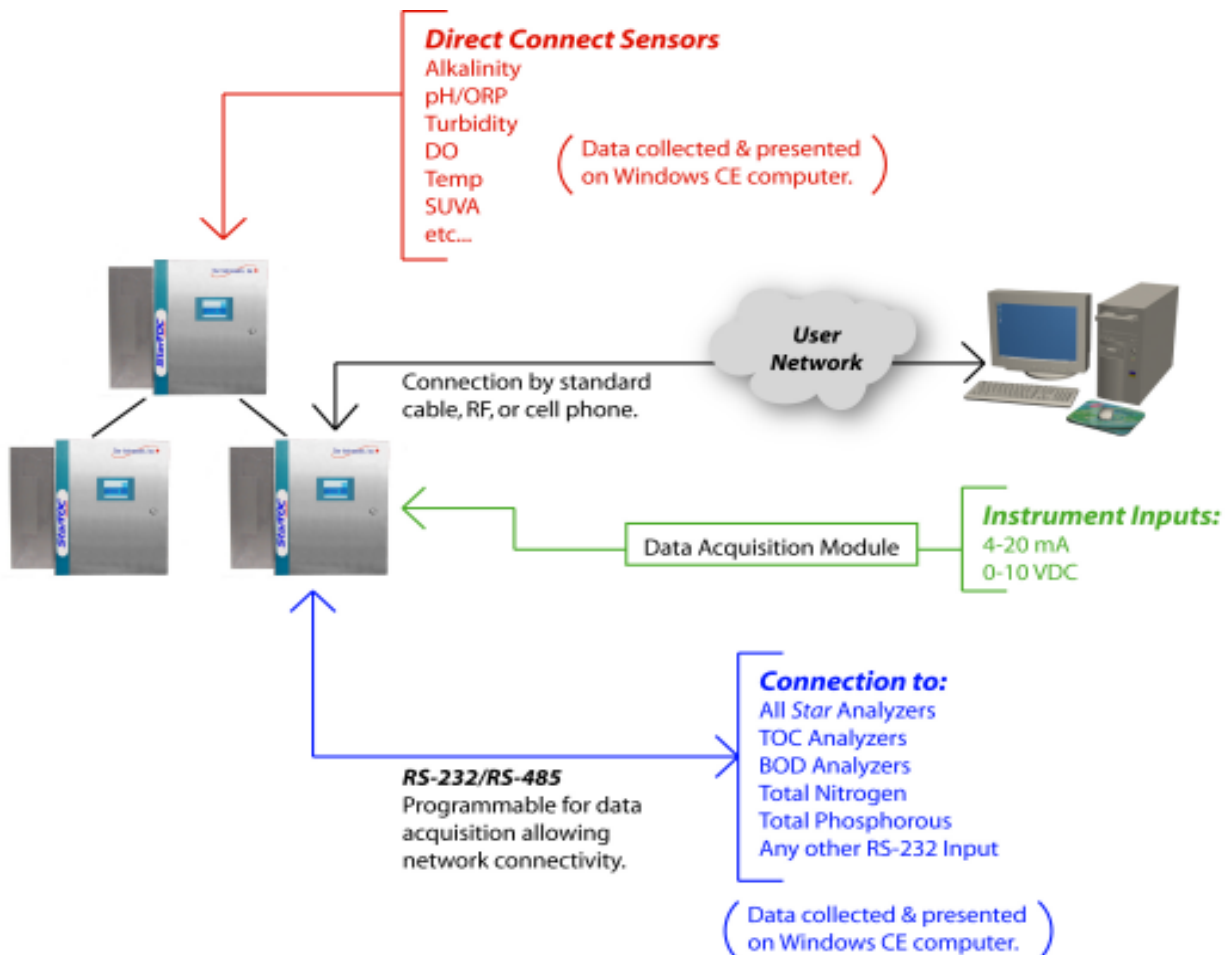 Direct Connect Sensors
Alkalinity
pH/ORP
Turbidity
DO
Temp
SUVA
etc...
(Data collected & presented
on Windows CE computer.)
StarTOC
User
Network
Connection by standard
cable, RF, or cell phone.
StarTOC
StarTOC
Data Acquisition Module
Instrument Inputs:
4-20 mA
0-10 VDC
RS-232/RS-485
Programmable for data
acquisition allowing
network connectivity.
Connection to:
All Star Analyzers
TOC Analyzers
BOD Analyzers
Total Nitrogen
Total Phosphorous
Any other RS-232 Input
(Data collected & presented
on Windows CE computer.)